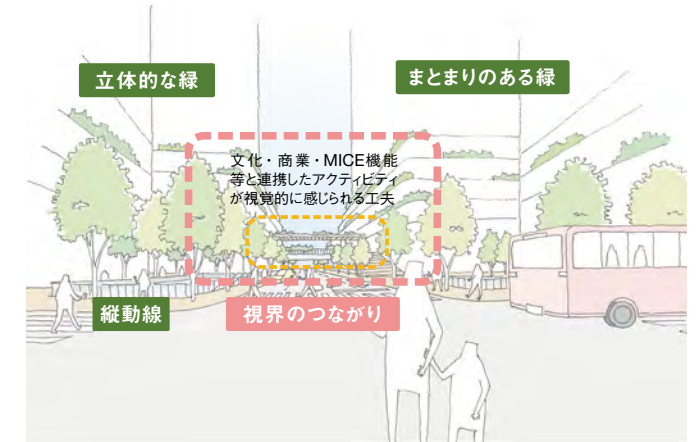 立体的な緑
まとまりのある緑
文化・商業・MICE機能
等と連携したアクティビティ
が視覚的に感じられる工夫
縦動線
視界のつながり